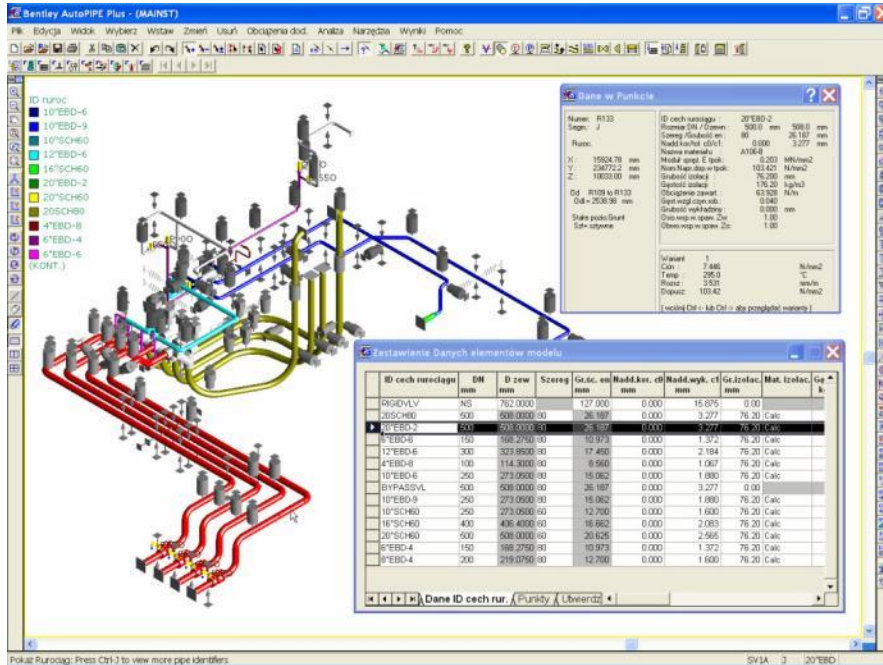 Bentley AutoPIPE Plus - (MAINST)
Plik Edycja Widok Wybierz Wstaw Zmień Usuń Obciążenia dod. Analiza Narzędzia Wyniki Pomoc
ID ruroc
10"EBD-6
10"EBD-9
10"SCH60
12"EBD-6
16"SCH60
20"EBD-2
20"SCH60
20SCH80
4"EBD-8
6"EBD-4
6"EBD-6
(KONT.)
Dane w Punkcie
Numer: R133
Segm.: J
Ruroc.
X: 15924.78 mm
Y: 234772.2 mm
Z: 10033.00 mm
Od R109 to R133
Odl = 2538.98 mm
ID cech rurociągu : 20"EBD-2
Rozmiar DN / Dzewn : 500.0 mm 508.0 mm
Szereg /Grubość en : 80 26.187 mm
0.000 3.277 mm
Nazwa materiału : A106-B
0.203 MN/mm2
103.421 N/mm2
Grubość izolacji : 76.200 mm
Gęstość izolacji : 176.20 kg/m3
Obciążenie zawart. : 63.928 N/m
0.040
Grubość wykładziny : 0.000 mm
1.00
1.00
Wariant 1
Ciśn : 7.446 N/mm2
Temp : 295.0 °C
Rozsz : 3.531 mm/m
Dopusz : 103.42 N/mm2
( wciśnij Ctrl <- lub Ctrl -> aby przeglądać warianty )
Zestawienie Danych elementów modelu
ID cech rurociągu DN mm D zew mm Szereg Gr.śc. en mm Nadd.kor. c0 mm Nadd.wyk. c1 mm Gr.izolac. mm Mat. izolac.
RIGIDVLV NS 762.0000 127.000 0.000 15.875 0.00
20SCH80 500 508.0000 80 26.187 0.000 3.277 76.20 Calc
20"EBD-2 500 508.0000 80 26.187 0.000 3.277 76.20 Calc
6"EBD-6 150 168.2750 80 10.973 0.000 1.372 76.20 Calc
12"EBD-6 300 323.8500 80 17.450 0.000 2.184 76.20 Calc
4"EBD-8 100 114.3000 80 8.560 0.000 1.067 76.20 Calc
10"EBD-6 250 273.0500 80 15.062 0.000 1.880 76.20 Calc
BYPASSVL 500 508.0000 80 26.187 0.000 3.277 0.00
10"EBD-9 250 273.0500 80 15.062 0.000 1.880 76.20 Calc
10"SCH60 250 273.0500 60 12.700 0.000 1.600 76.20 Calc
16"SCH60 400 406.4000 60 16.662 0.000 2.083 76.20 Calc
20"SCH60 500 508.0000 60 20.625 0.000 2.565 76.20 Calc
6"EBD-4 150 168.2750 80 10.973 0.000 1.372 76.20 Calc
8"EBD-4 200 219.0750 80 12.700 0.000 1.600 76.20 Calc
Dane ID cech rur. Punkty Utwierdz
Pokaż Rurociąg: Press Ctrl-J to view more pipe identifiers
SV1A J 20"EBD